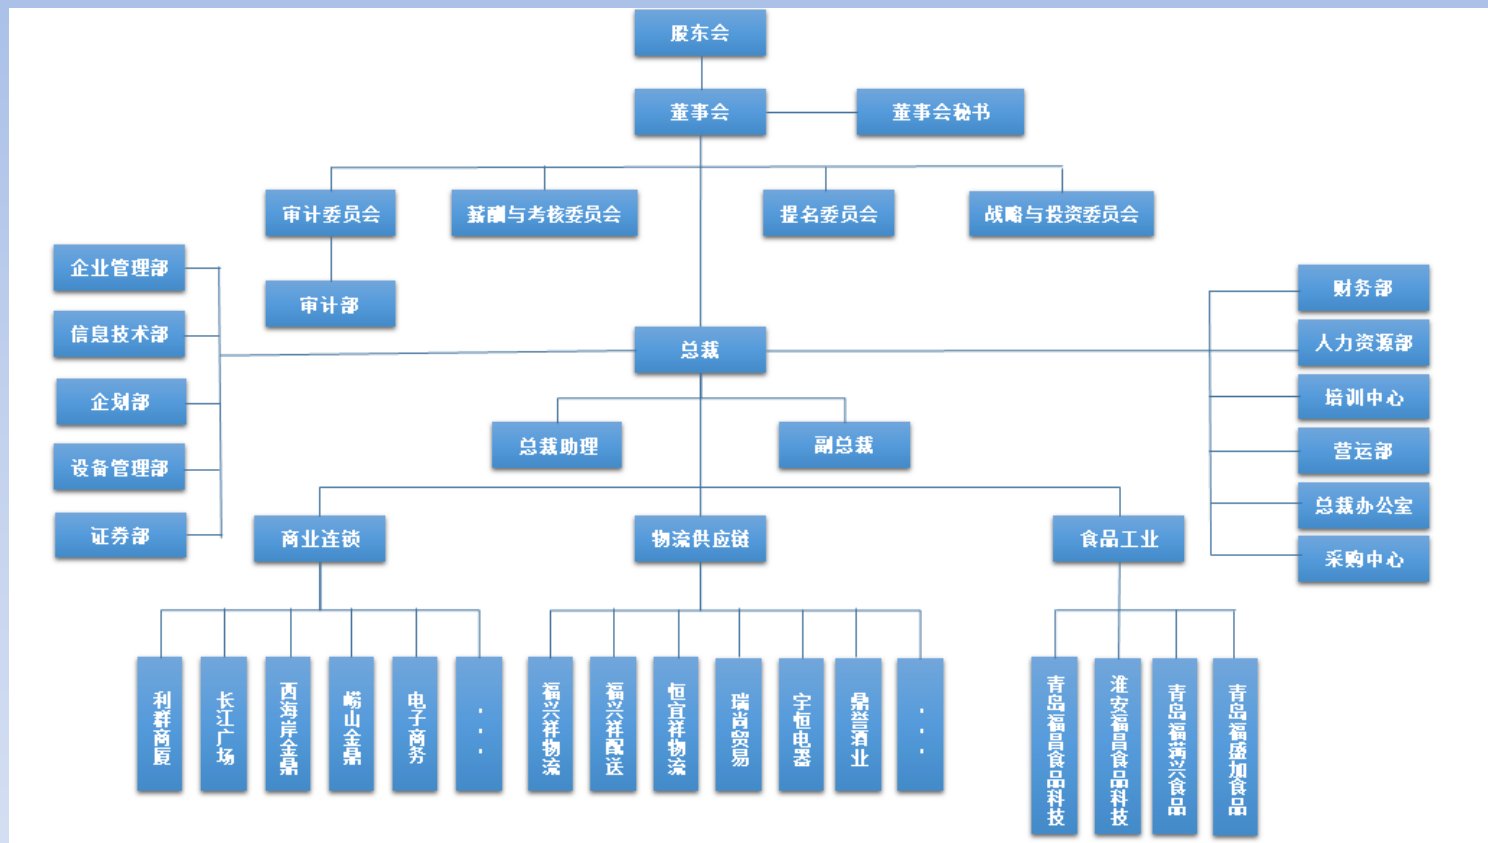 股东会
董事会
董事会秘书
审计委员会
薪酬与考核委员会
提名委员会
战略与投资委员会
审计部
企业管理部
信息技术部
企划部
设备管理部
证券部
总裁
财务部
人力资源部
培训中心
营运部
总裁办公室
采购中心
总裁助理
副总裁
商业连锁
物流供应链
食品工业
利群商厦
长江广场
西海岸金鼎
崂山金鼎
电子商务
...
福兴祥物流
福兴祥配送
恒宜祥物流
瑞尚贸易
宇恒电器
鼎誉酒业
...
青岛福昌食品科技
淮安福昌食品科技
青岛福满兴食品
青岛福盛加食品